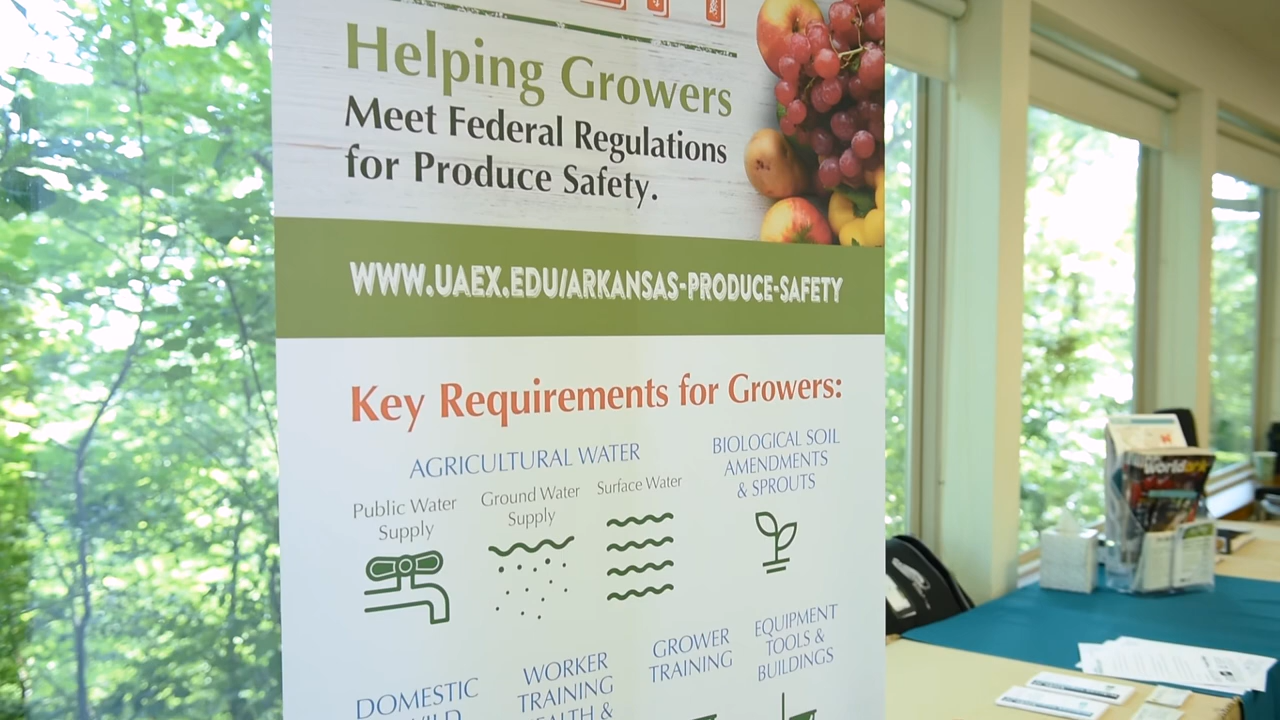 Helping Growers
Meet Federal Regulations
for Produce Safety.
WWW.UAEX.EDU/ARKANSAS-PRODUCE-SAFETY
Key Requirements for Growers:
AGRICULTURAL WATER
Public Water
Supply
Ground Water
Supply
Surface Water
BIOLOGICAL SOIL
AMENDMENTS
& SPROUTS
DOMESTIC
WORKER
TRAINING
HEALTH &
GROWER
TRAINING
EQUIPMENT
TOOLS &
BUILDINGS